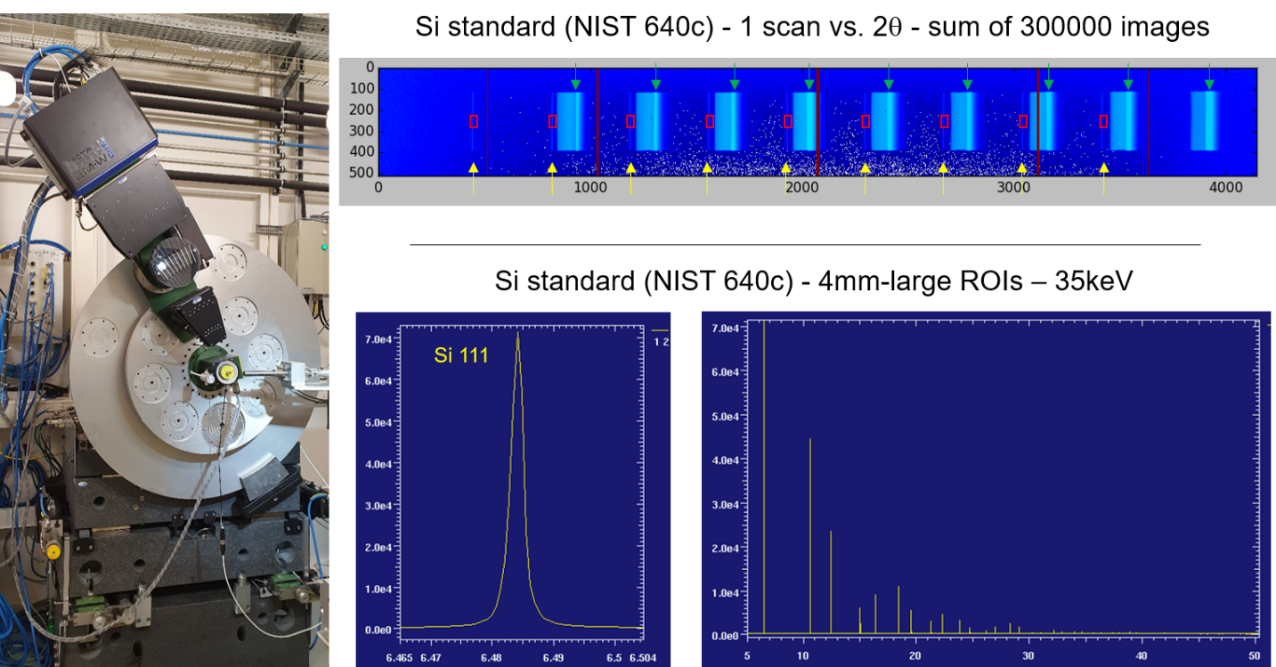 Si standard (NIST 640c) - 1 scan vs. 2θ - sum of 300000 images
0
100
200
300
400
500
0 1000 2000 3000 4000
Si standard (NIST 640c) - 4mm-large ROIs – 35keV
7.0e4
6.0e4
5.0e4
4.0e4
3.0e4
2.0e4
1.0e4
0.0e0
Si 111
1 2
6.465 6.47 6.48 6.49 6.5 6.504
7.0e4
6.0e4
5.0e4
4.0e4
3.0e4
2.0e4
1.0e4
0.0e0
5 10 20 30 40 50